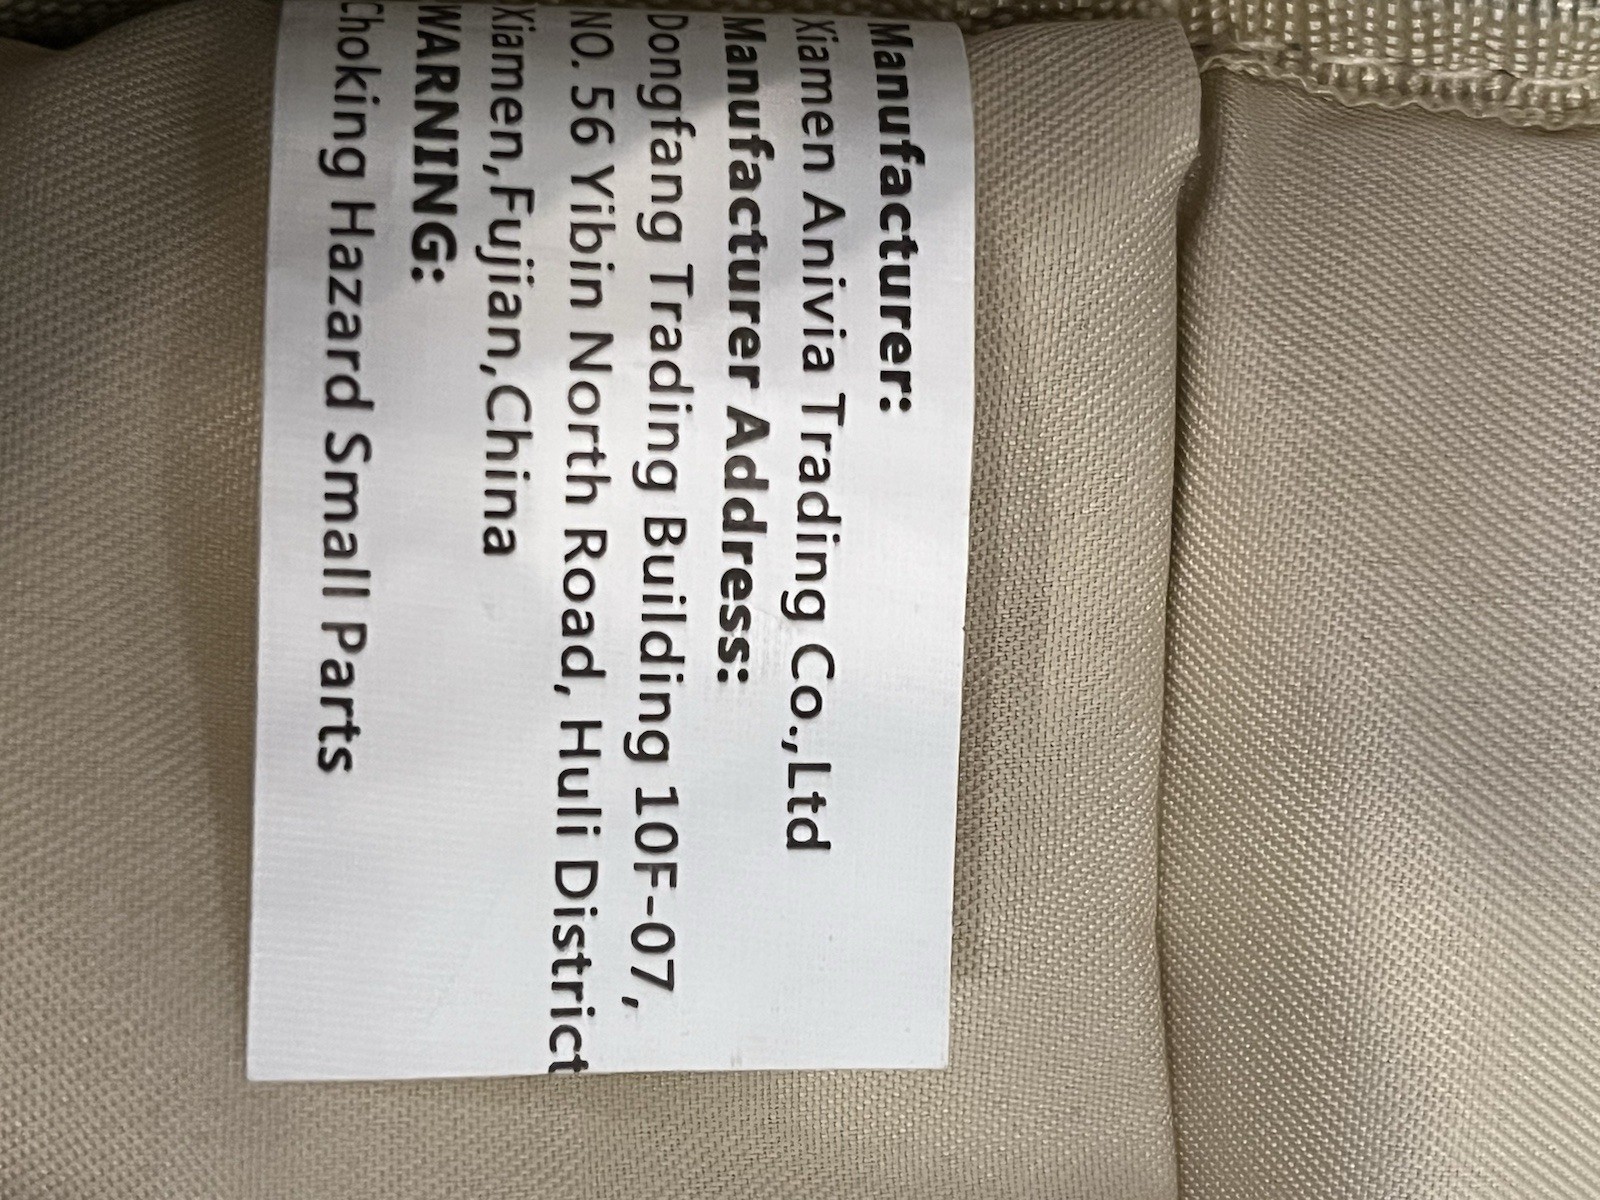 Manufacturer:
Xiamen Anivia Trading Co.,Ltd
Manufacturer Address:
Dongfang Trading Building 10F-07,
NO. 56 Yibin North Road, Huli District,
Xiamen,Fujian,China
WARNING:
Choking Hazard Small Parts